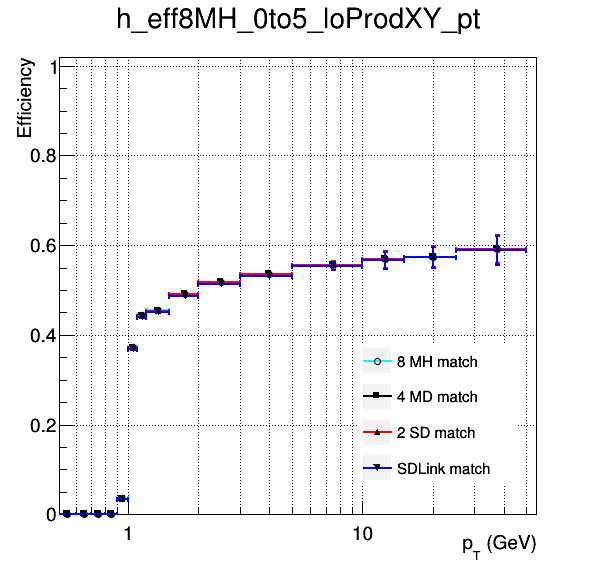 h_eff8MH_0to5_loProdXY_pt
Efficiency
1
0.8
0.6
0.4
0.2
0
8 MH match
4 MD match
2 SD match
SDLink match
1
10
p_T (GeV)